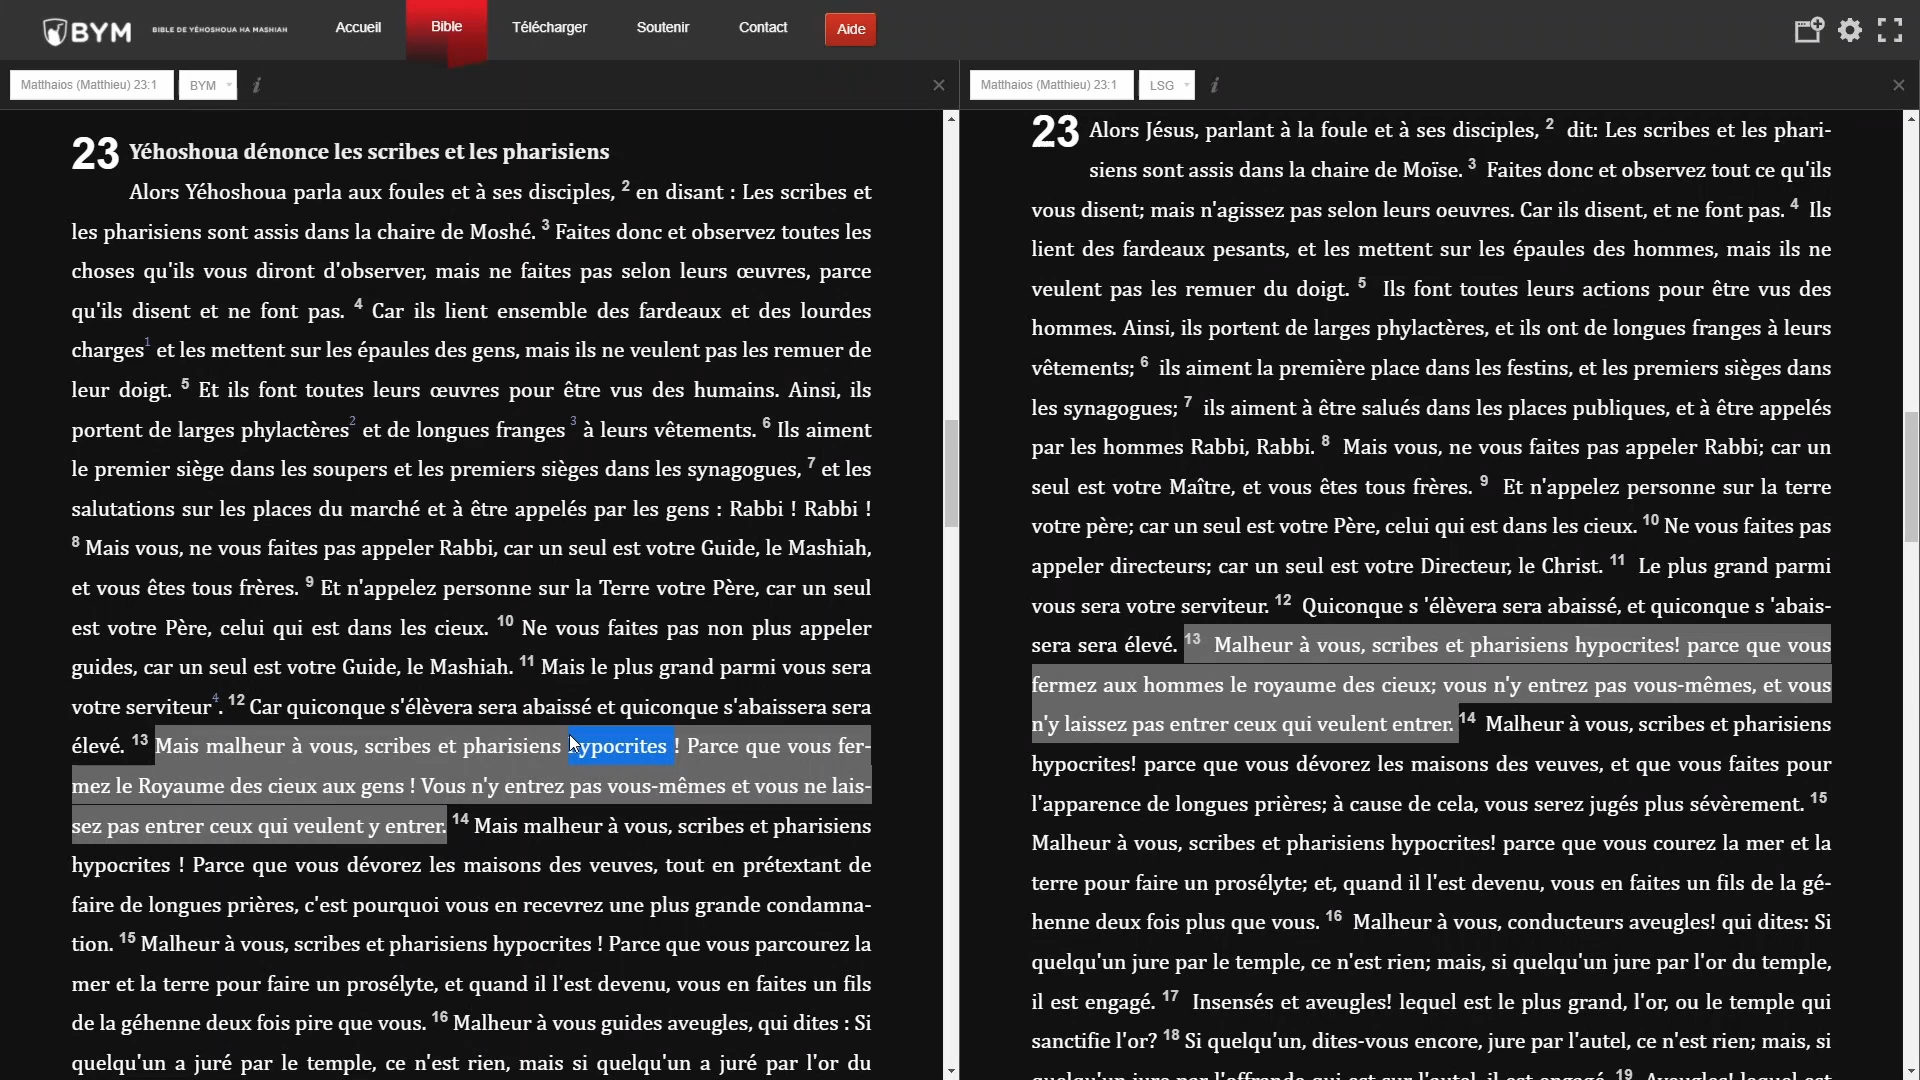 BYM BIBLE DE YÉHOSHOUA HA MASHIAH Accueil Bible Télécharger Soutenir Contact Aide
Matthaios (Matthieu) 23:1 BYM i
23 Yéhoshoua dénonce les scribes et les pharisiens
Alors Yéhoshoua parla aux foules et à ses disciples, 2 en disant : Les scribes et
les pharisiens sont assis dans la chaire de Moshé. 3 Faites donc et observez toutes les
choses qu'ils vous diront d'observer, mais ne faites pas selon leurs œuvres, parce
qu'ils disent et ne font pas. 4 Car ils lient ensemble des fardeaux et des lourdes
charges1 et les mettent sur les épaules des gens, mais ils ne veulent pas les remuer de
leur doigt. 5 Et ils font toutes leurs œuvres pour être vus des humains. Ainsi, ils
portent de larges phylactères2 et de longues franges 3 à leurs vêtements. 6 Ils aiment
le premier siège dans les soupers et les premiers sièges dans les synagogues, 7 et les
salutations sur les places du marché et à être appelés par les gens : Rabbi ! Rabbi !
8 Mais vous, ne vous faites pas appeler Rabbi, car un seul est votre Guide, le Mashiah,
et vous êtes tous frères. 9 Et n'appelez personne sur la Terre votre Père, car un seul
est votre Père, celui qui est dans les cieux. 10 Ne vous faites pas non plus appeler
guides, car un seul est votre Guide, le Mashiah. 11 Mais le plus grand parmi vous sera
votre serviteur4. 12 Car quiconque s'élèvera sera abaissé et quiconque s'abaissera sera
élevé. 13 Mais malheur à vous, scribes et pharisiens hypocrites ! Parce que vous fer-
mez le Royaume des cieux aux gens ! Vous n'y entrez pas vous-mêmes et vous ne lais-
sez pas entrer ceux qui veulent y entrer. 14 Mais malheur à vous, scribes et pharisiens
hypocrites ! Parce que vous dévorez les maisons des veuves, tout en prétextant de
faire de longues prières, c'est pourquoi vous en recevrez une plus grande condamna-
tion. 15 Malheur à vous, scribes et pharisiens hypocrites ! Parce que vous parcourez la
mer et la terre pour faire un prosélyte, et quand il l'est devenu, vous en faites un fils
de la géhenne deux fois pire que vous. 16 Malheur à vous guides aveugles, qui dites : Si
quelqu'un a juré par le temple, ce n'est rien, mais si quelqu'un a juré par l'or du
Matthaios (Matthieu) 23:1 LSG i
23 Alors Jésus, parlant à la foule et à ses disciples, 2 dit: Les scribes et les phari-
siens sont assis dans la chaire de Moïse. 3 Faites donc et observez tout ce qu'ils
vous disent; mais n'agissez pas selon leurs oeuvres. Car ils disent, et ne font pas. 4 Ils
lient des fardeaux pesants, et les mettent sur les épaules des hommes, mais ils ne
veulent pas les remuer du doigt. 5 Ils font toutes leurs actions pour être vus des
hommes. Ainsi, ils portent de larges phylactères, et ils ont de longues franges à leurs
vêtements; 6 ils aiment la première place dans les festins, et les premiers sièges dans
les synagogues; 7 ils aiment à être salués dans les places publiques, et à être appelés
par les hommes Rabbi, Rabbi. 8 Mais vous, ne vous faites pas appeler Rabbi; car un
seul est votre Maître, et vous êtes tous frères. 9 Et n'appelez personne sur la terre
votre père; car un seul est votre Père, celui qui est dans les cieux. 10 Ne vous faites pas
appeler directeurs; car un seul est votre Directeur, le Christ. 11 Le plus grand parmi
vous sera votre serviteur. 12 Quiconque s 'élèvera sera abaissé, et quiconque s 'abais-
sera sera élevé. 13 Malheur à vous, scribes et pharisiens hypocrites! parce que vous
fermez aux hommes le royaume des cieux; vous n'y entrez pas vous-mêmes, et vous
n'y laissez pas entrer ceux qui veulent entrer. 14 Malheur à vous, scribes et pharisiens
hypocrites! parce que vous dévorez les maisons des veuves, et que vous faites pour
l'apparence de longues prières; à cause de cela, vous serez jugés plus sévèrement. 15
Malheur à vous, scribes et pharisiens hypocrites! parce que vous courez la mer et la
terre pour faire un prosélyte; et, quand il l'est devenu, vous en faites un fils de la gé-
henne deux fois plus que vous. 16 Malheur à vous, conducteurs aveugles! qui dites: Si
quelqu'un jure par le temple, ce n'est rien; mais, si quelqu'un jure par l'or du temple,
il est engagé. 17 Insensés et aveugles! lequel est le plus grand, l'or, ou le temple qui
sanctifie l'or? 18 Si quelqu'un, dites-vous encore, jure par l'autel, ce n'est rien; mais, si
quelqu'un jure par l'offrande qui est sur l'autel, il est engagé. 19 Aveugles! lequel est